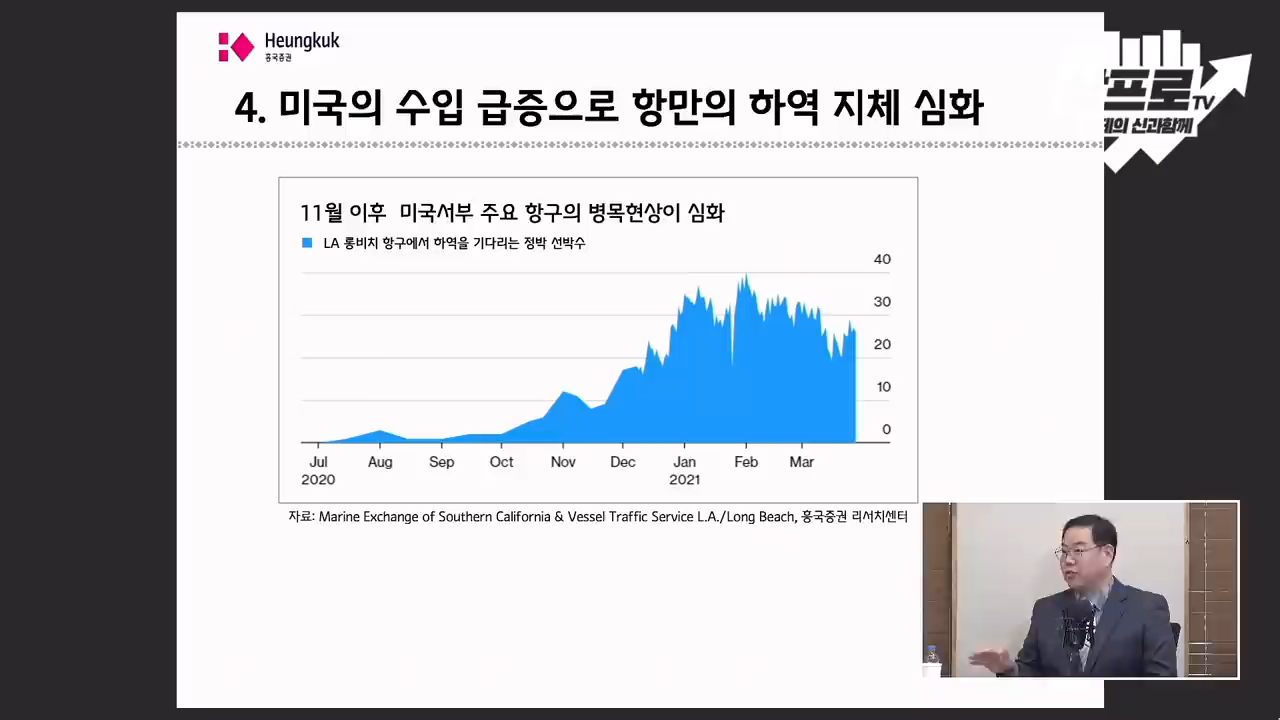 Heungkuk
흥국증권
4. 미국의 수입 급증으로 항만의 하역 지체 심화
프로TV
신과함께
11월 이후 미국서부 주요 항구의 병목현상이 심화
LA 롱비치 항구에서 하역을 기다리는 정박 선박수
40
30
20
10
0
Jul Aug Sep Oct Nov Dec Jan Feb Mar
2020 2021
자료: Marine Exchange of Southern California & Vessel Traffic Service L.A./Long Beach, 흥국증권 리서치센터